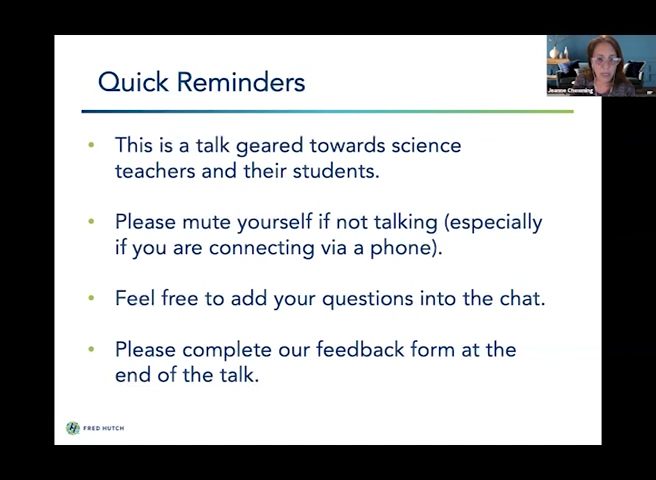 Quick Reminders
Jeanne Chowning
• This is a talk geared towards science
teachers and their students.
• Please mute yourself if not talking (especially
if you are connecting via a phone).
• Feel free to add your questions into the chat.
• Please complete our feedback form at the
end of the talk.
FRED HUTCH